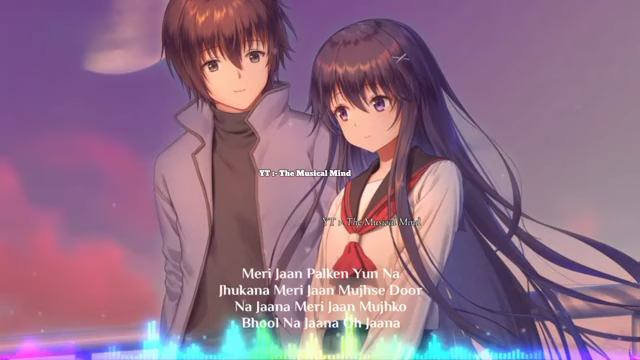 YT :- The Musical Mind
YT :- The Musical Mind
Meri Jaan Palken Yun Na
Jhukana Meri Jaan Mujhse Door
Na Jaana Meri Jaan Mujhko
Bhool Na Jaana Oh Jaana